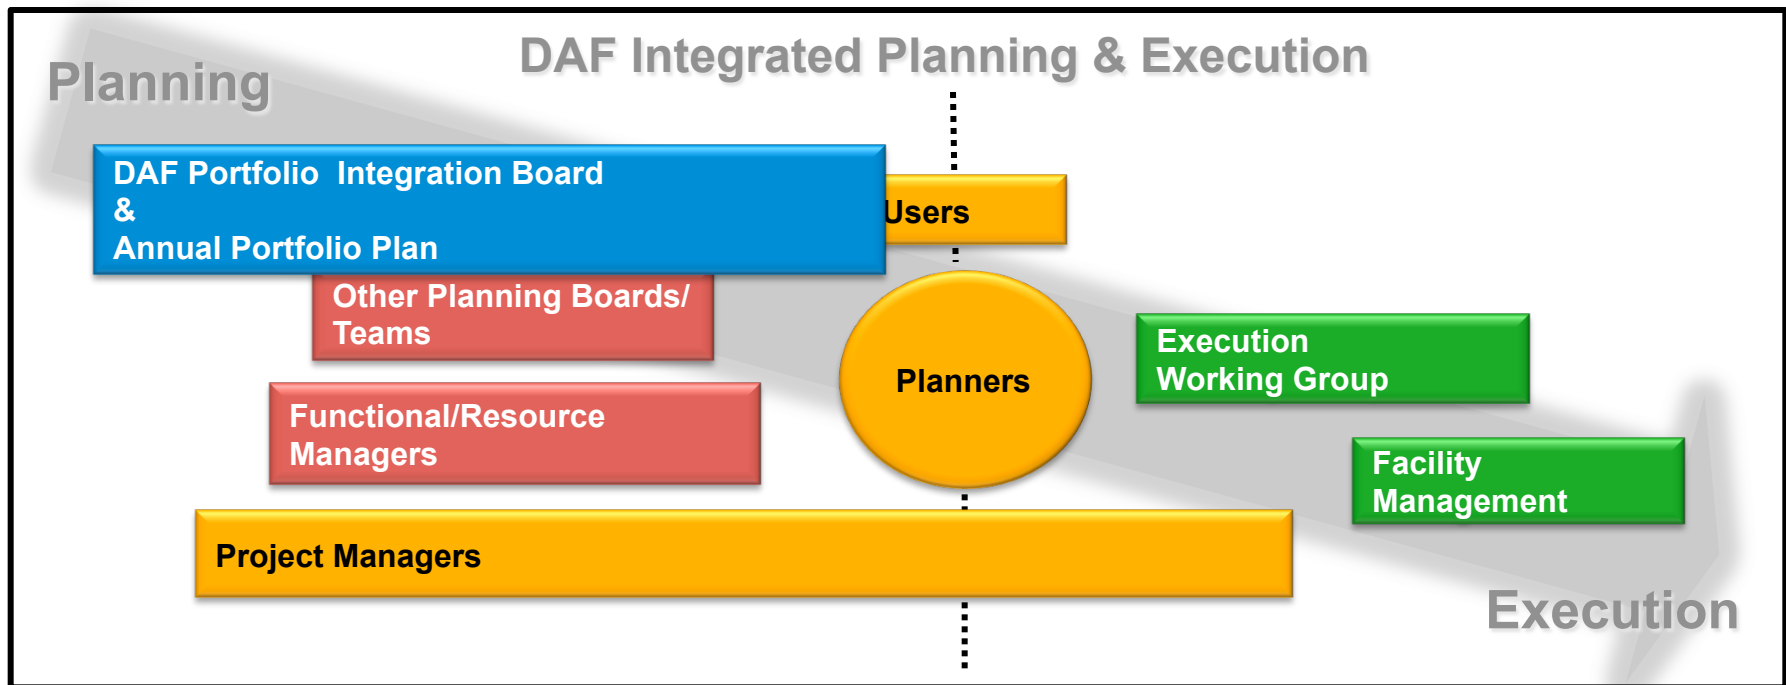 DAF Integrated Planning & Execution
Planning
DAF Portfolio  Integration Board
&
Annual Portfolio Plan
Users
Other Planning Boards/
Teams
Planners
Execution
Working Group
Functional/Resource
Managers
Facility
Management
Project Managers
Execution